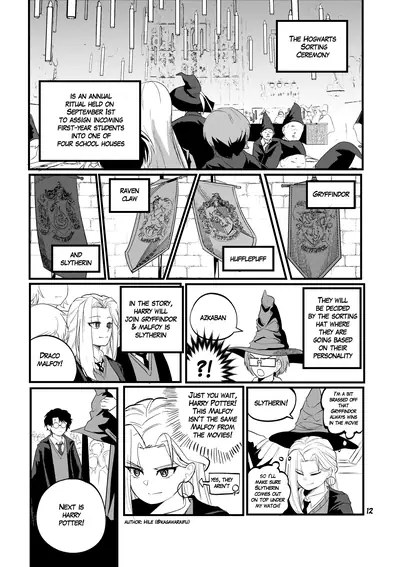 THE HOGWARTS
SORTING
CEREMONY
IS AN ANNUAL
RITUAL HELD ON
SEPTEMBER 1ST
TO ASSIGN INCOMING
FIRST-YEAR STUDENTS
INTO ONE OF
FOUR SCHOOL HOUSES
GRYFFINDOR
HUFFLEPUFF
RAVEN
CLAW
AND
SLYTHERIN
THEY WILL
BE DECIDED
BY THE SORTING
HAT WHERE
THEY ARE
GOING BASED
ON THEIR
PERSONALITY
AZKABAN
?!
IN THE STORY,
HARRY WILL
JOIN GRYFFINDOR
& MALFOY IS
SLYTHERIN
DRACO
MALFOY!
SLYTHERIN!
I'M A BIT
BRASSED OFF
THAT
GRYFFINDOR
ALWAYS WINS
IN THE MOVIE
SO I'LL
MAKE SURE
SLYTHERIN
COMES OUT
ON TOP UNDER
MY WATCH!
JUST YOU WAIT,
HARRY POTTER!
THIS MALFOY
ISN'T THE SAME
MALFOY FROM
THE MOVIES!
YES, THEY
AREN'T
NEXT IS
HARRY
POTTER!
AUTHOR: HILE (@KAGAWARAIFU)
12